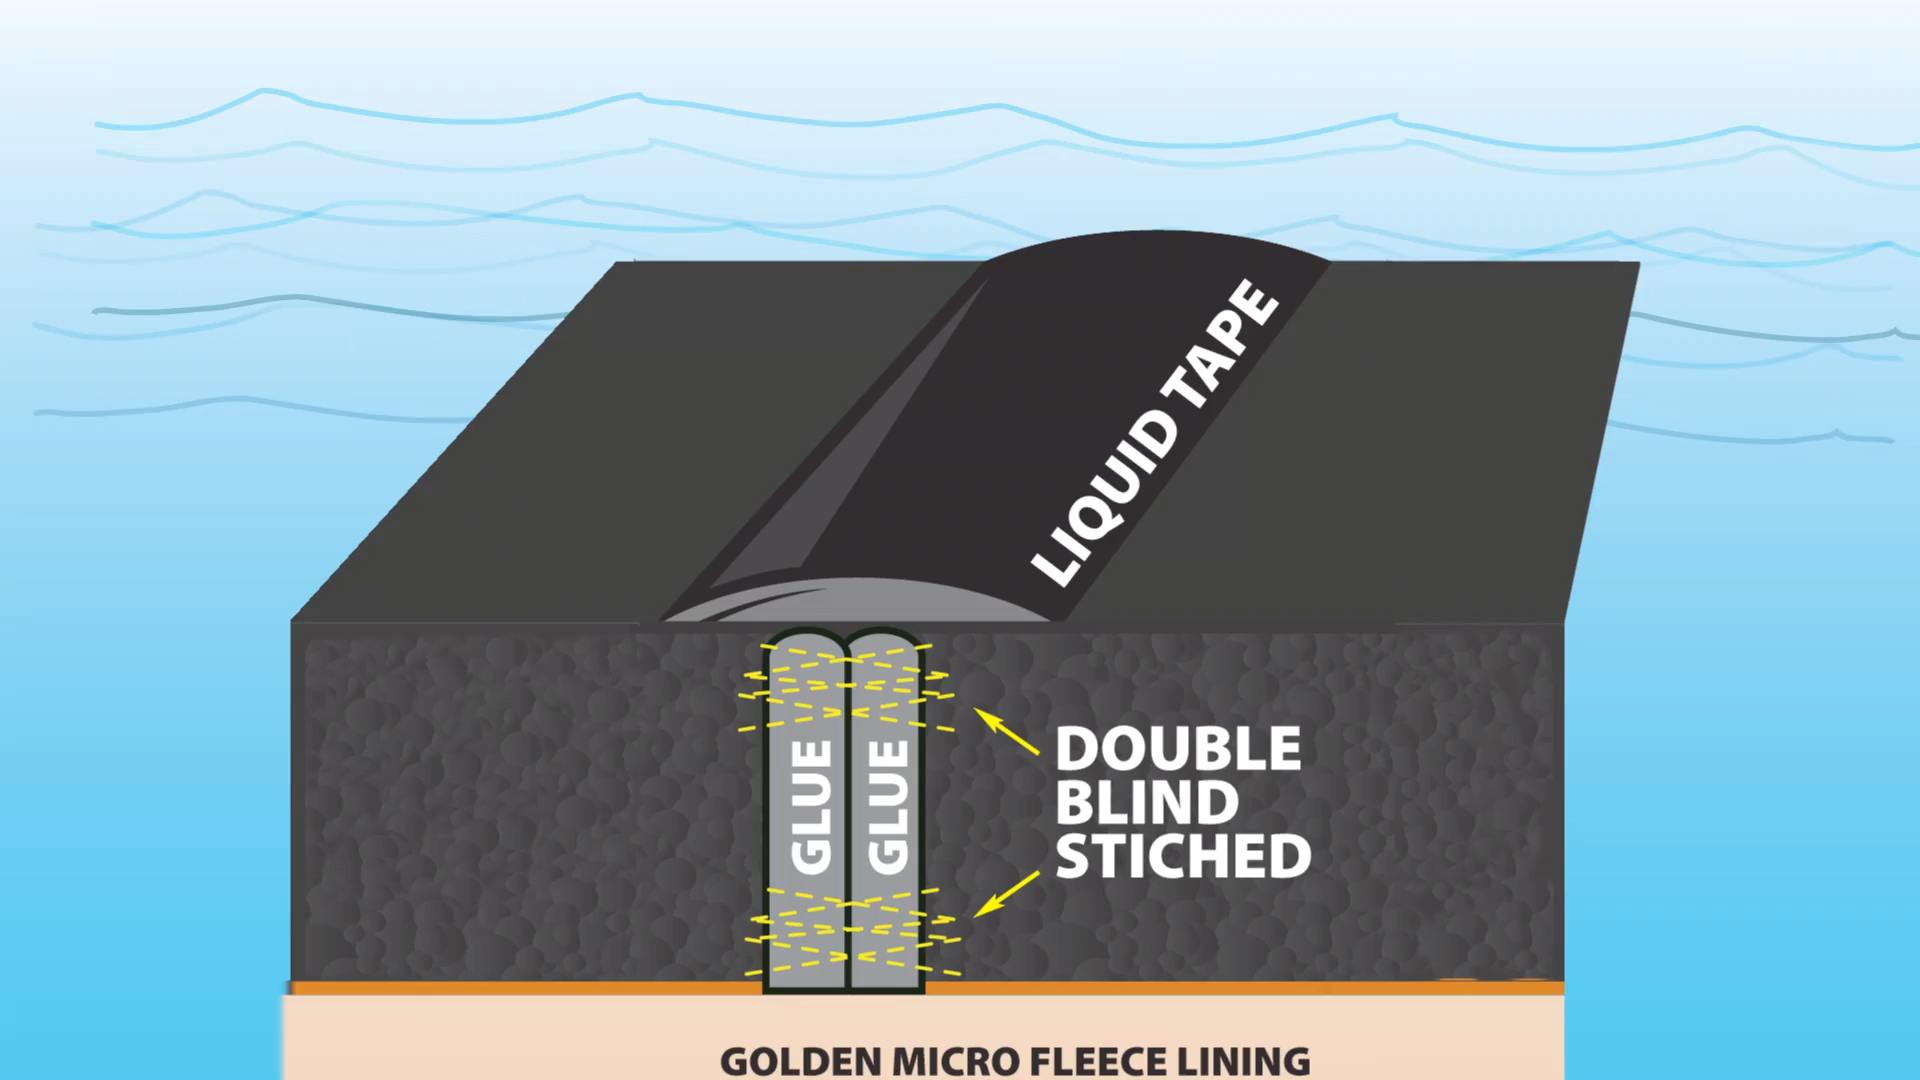 LIQUID TAPE
GLUE
GLUE
DOUBLE
BLIND
STICHED
GOLDEN MICRO FLEECE LINING